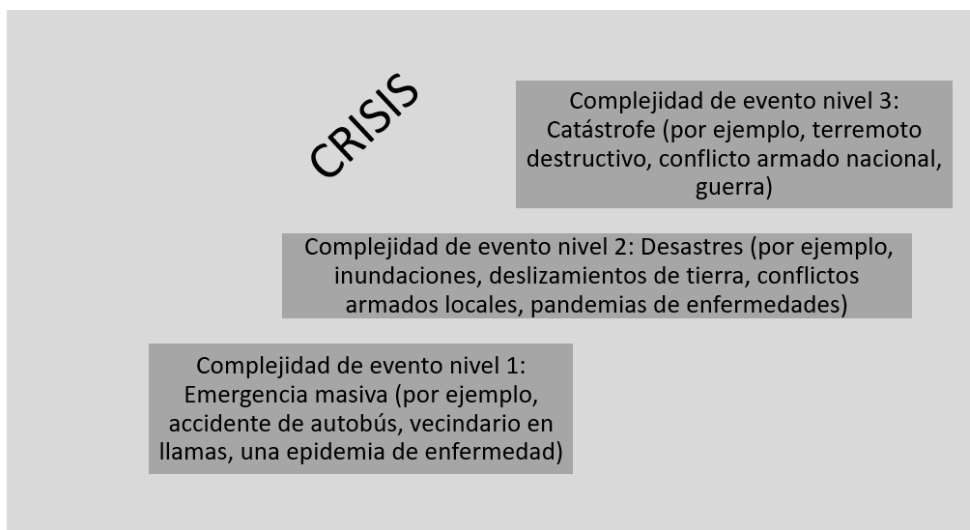 CRISIS
Complejidad de evento nivel 3:
Catástrofe (por ejemplo, terremoto
destructivo, conflicto armado nacional,
guerra)
Complejidad de evento nivel 2: Desastres (por ejemplo,
inundaciones, deslizamientos de tierra, conflictos
armados locales, pandemias de enfermedades)
Complejidad de evento nivel 1:
Emergencia masiva (por ejemplo,
accidente de autobús, vecindario en
llamas, una epidemia de enfermedad)